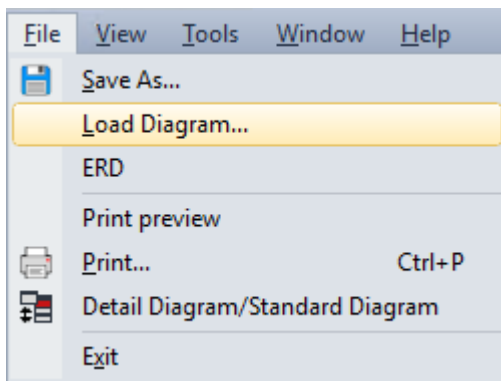 File View Tools Window Help
Save As...
Load Diagram...
ERD
Print preview
Print... Ctrl+P
Detail Diagram/Standard Diagram
Exit